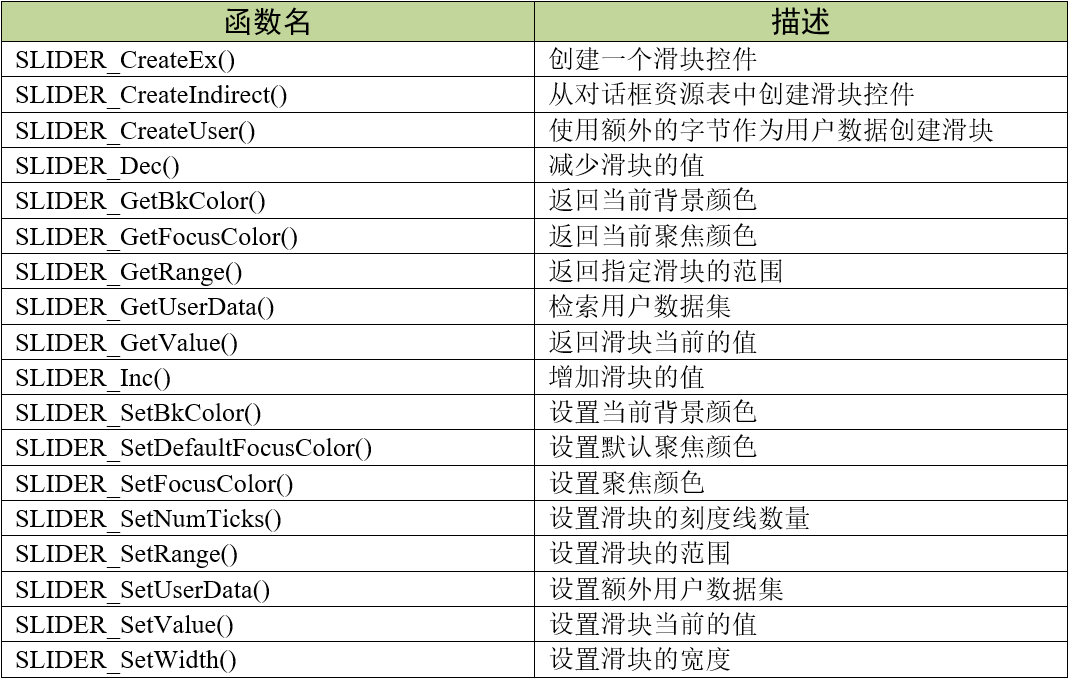 函数名 描述
SLIDER_CreateEx() 创建一个滑块控件
SLIDER_CreateIndirect() 从对话框资源表中创建滑块控件
SLIDER_CreateUser() 使用额外的字节作为用户数据创建滑块
SLIDER_Dec() 减少滑块的值
SLIDER_GetBkColor() 返回当前背景颜色
SLIDER_GetFocusColor() 返回当前聚焦颜色
SLIDER_GetRange() 返回指定滑块的范围
SLIDER_GetUserData() 检索用户数据集
SLIDER_GetValue() 返回滑块当前的值
SLIDER_Inc() 增加滑块的值
SLIDER_SetBkColor() 设置当前背景颜色
SLIDER_SetDefaultFocusColor() 设置默认聚焦颜色
SLIDER_SetFocusColor() 设置聚焦颜色
SLIDER_SetNumTicks() 设置滑块的刻度线数量
SLIDER_SetRange() 设置滑块的范围
SLIDER_SetUserData() 设置额外用户数据集
SLIDER_SetValue() 设置滑块当前的值
SLIDER_SetWidth() 设置滑块的宽度